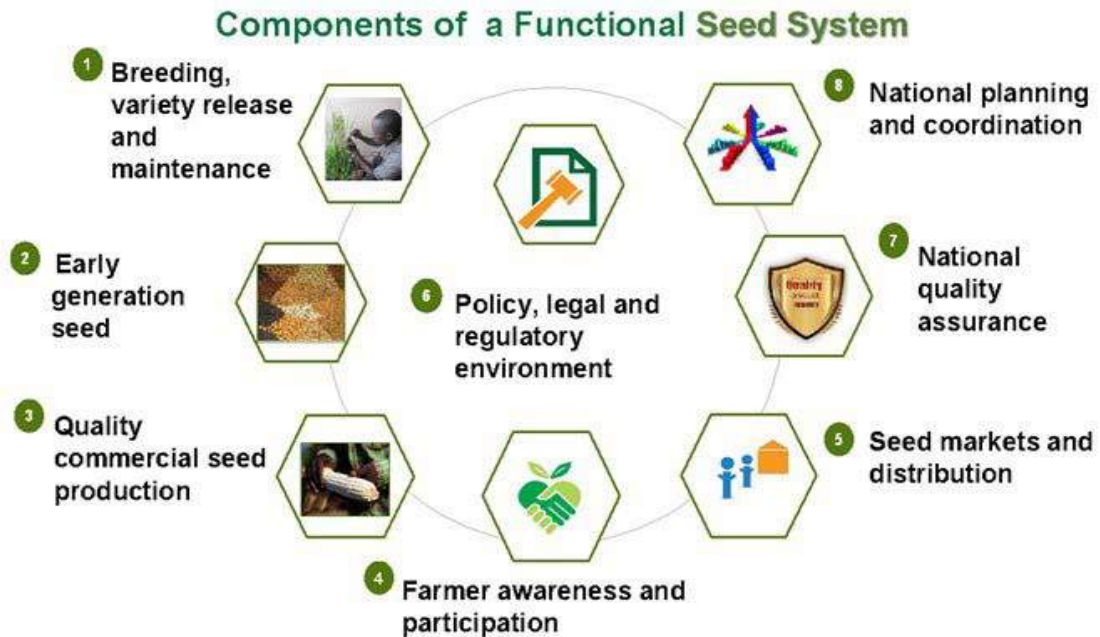 Components of a Functional Seed System
1
Breeding,
variety release
and
maintenance
2
Early
generation
seed
3
Quality
commercial seed
production
4
Farmer awareness and
participation
5
Seed markets and
distribution
6
Policy, legal and
regulatory
environment
7
National
quality
assurance
Quality
8
National planning
and coordination